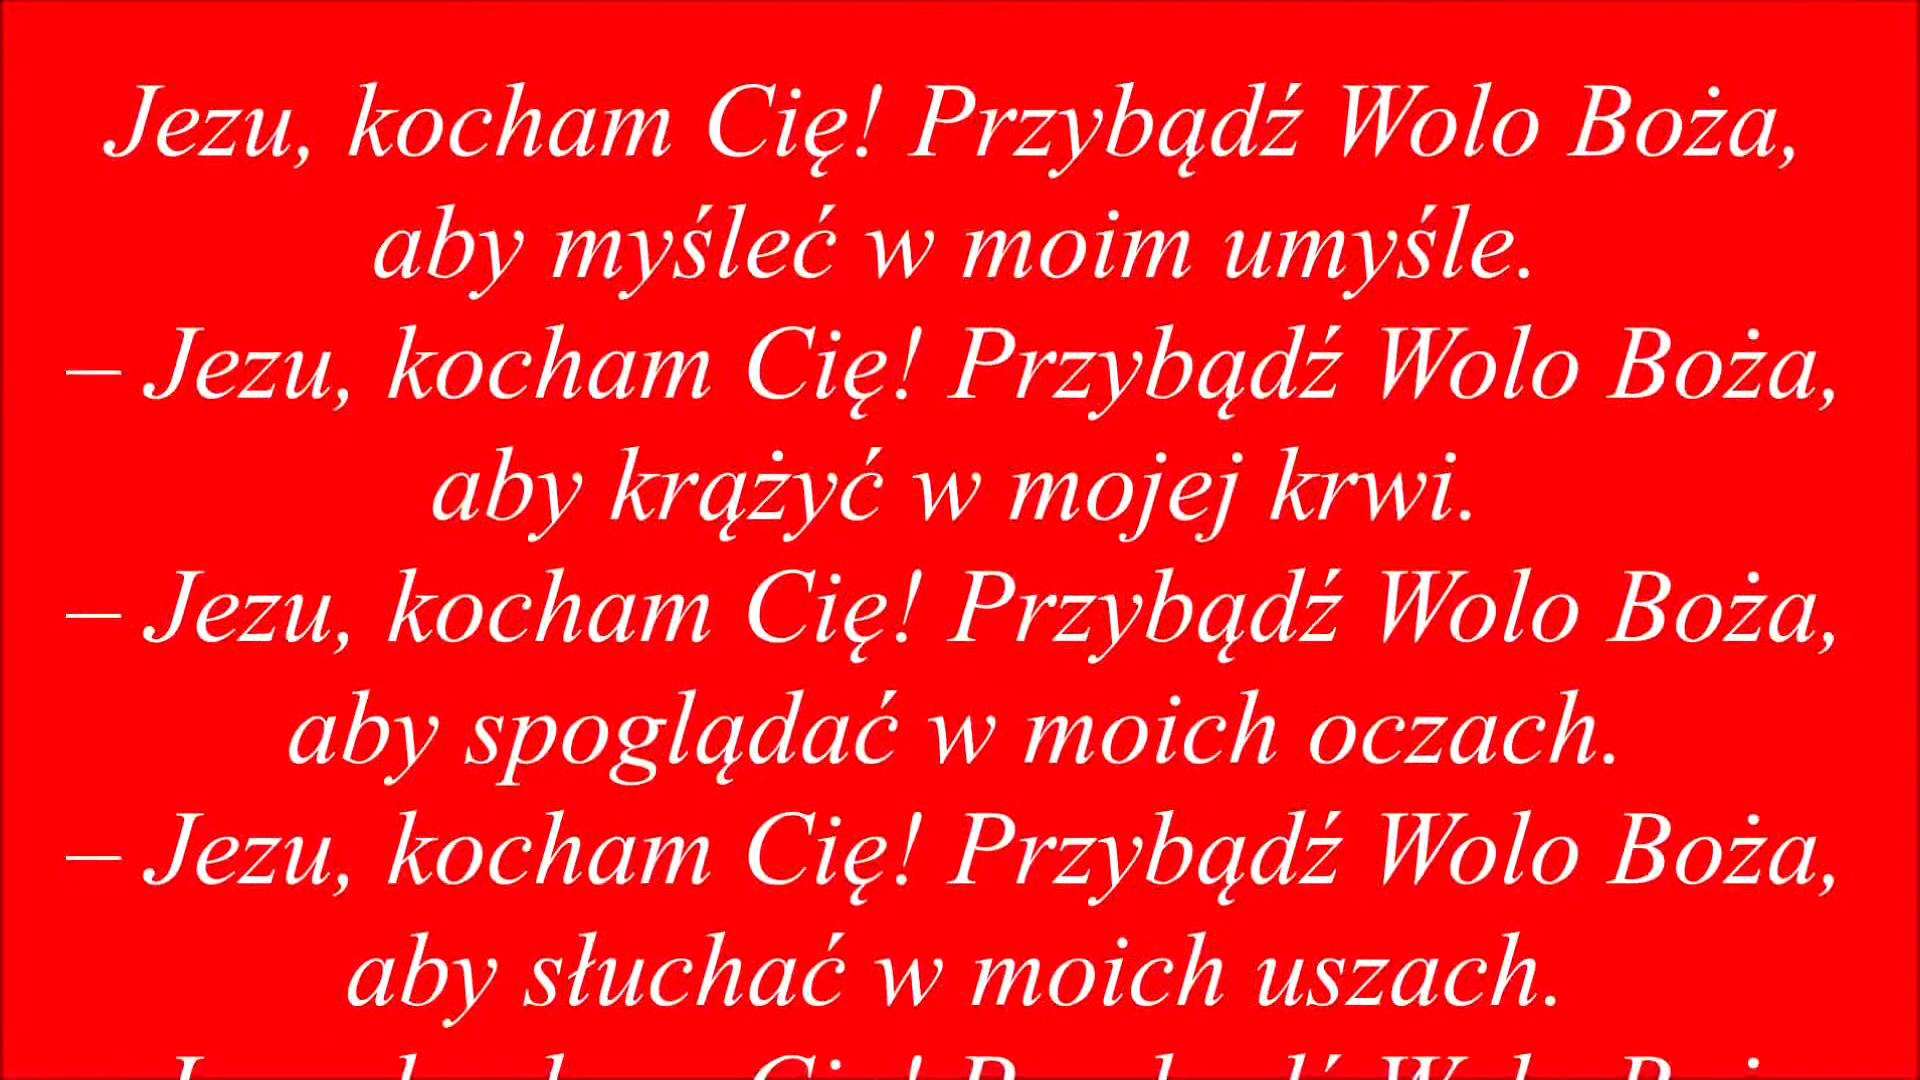 Jezu, kocham Cię! Przybądź Wolo Boża,
aby myśleć w moim umyśle.
– Jezu, kocham Cię! Przybądź Wolo Boża,
aby krążyć w mojej krwi.
– Jezu, kocham Cię! Przybądź Wolo Boża,
aby spoglądać w moich oczach.
– Jezu, kocham Cię! Przybądź Wolo Boża,
aby słuchać w moich uszach.